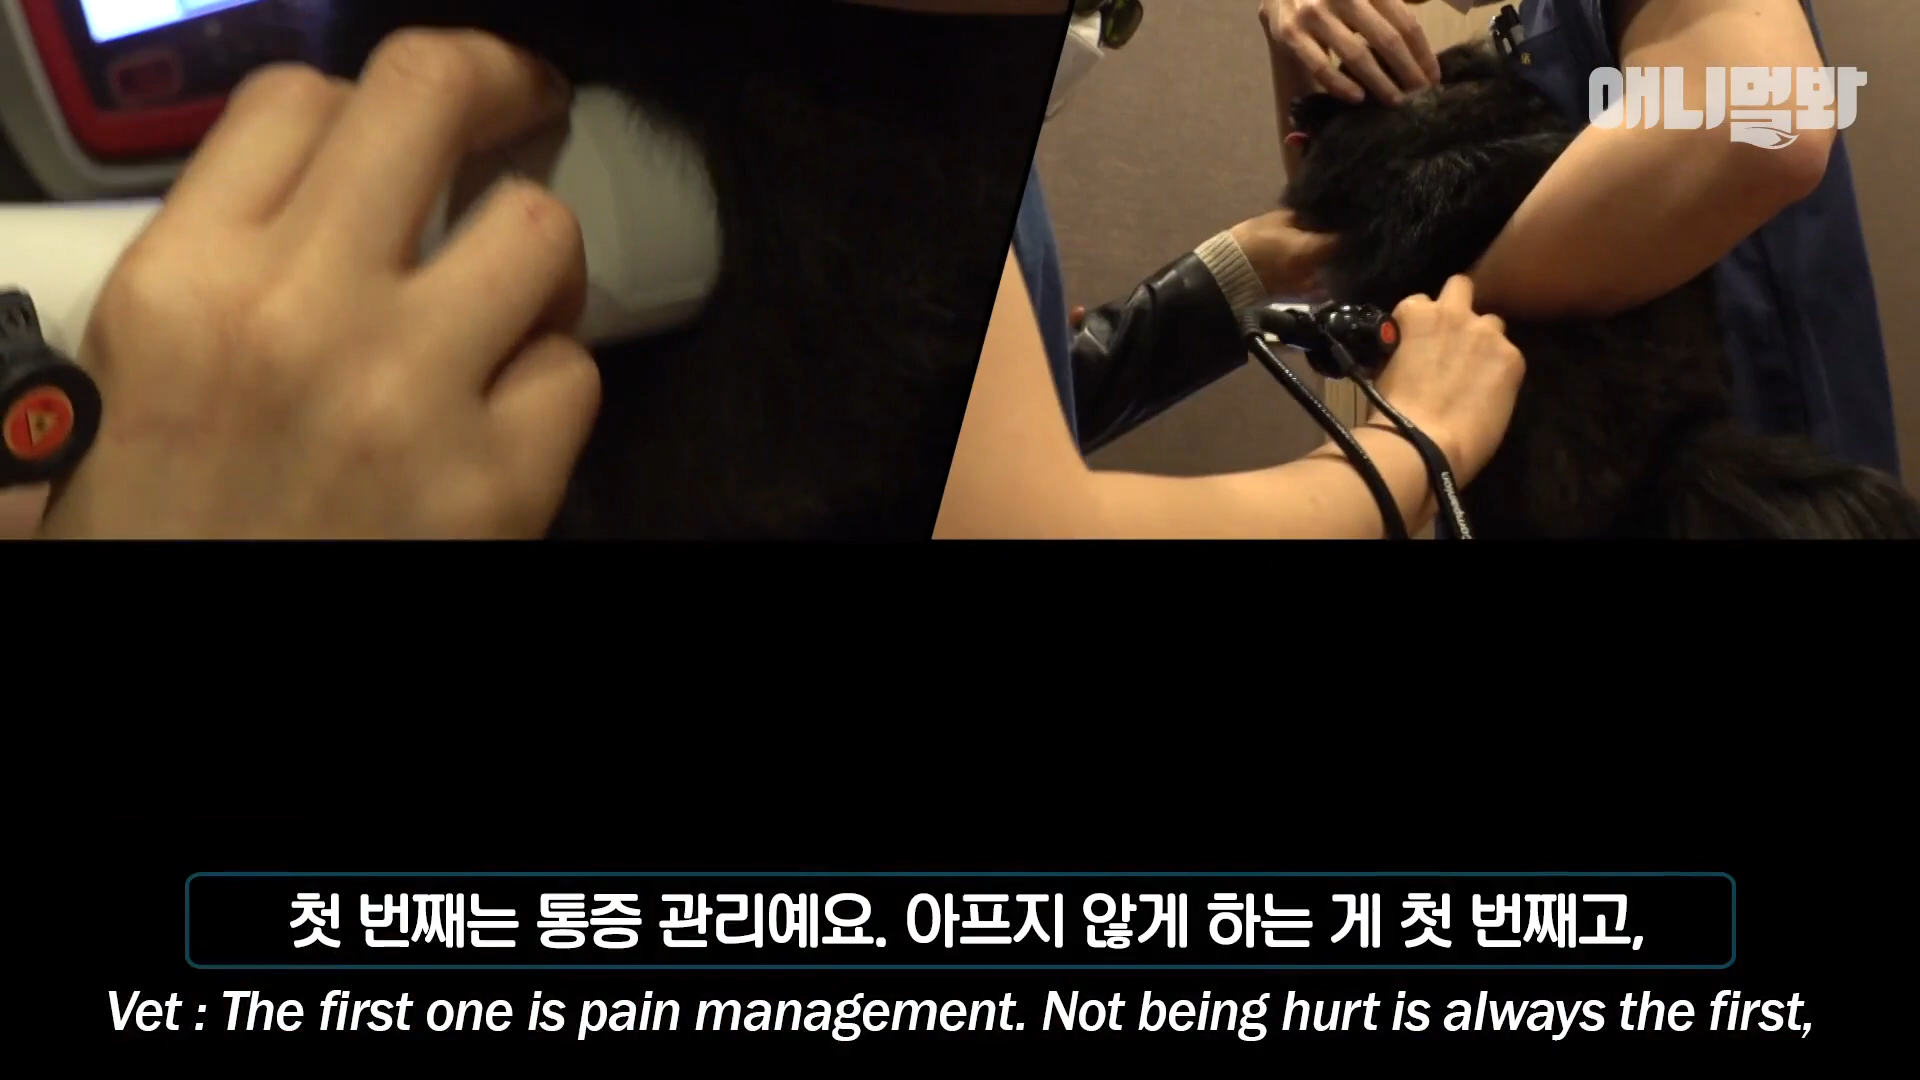 애니멀봐
companion
첫 번째는 통증 관리예요. 아프지 않게 하는 게 첫 번째고,
Vet : The first one is pain management. Not being hurt is always the first,